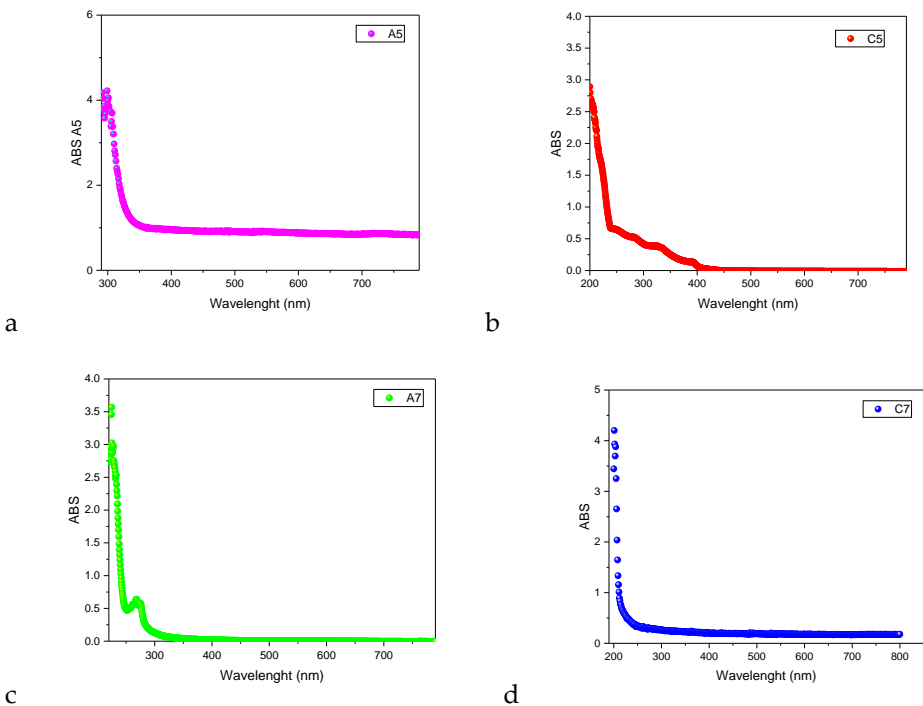 6
A5
4
ABS A5
2
0
300 400 500 600 700
Wavelenght (nm)
a
4.0
C5
3.5
3.0
2.5
ABS
2.0
1.5
1.0
0.5
0.0
200 300 400 500 600 700
Wavelenght (nm)
b
4.0
A7
3.5
3.0
2.5
ABS
2.0
1.5
1.0
0.5
0.0
300 400 500 600 700
Wavelenght (nm)
c
5
C7
4
3
ABS
2
1
0
200 300 400 500 600 700 800
Wavelenght (nm)
d